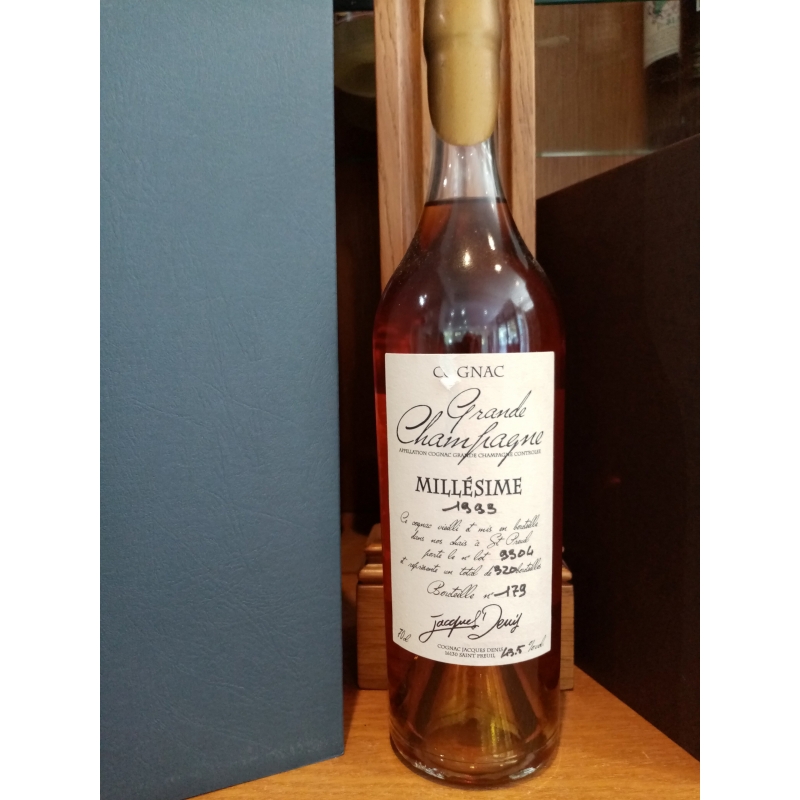 COGNAC
Grande
Champagne
APPELLATION COGNAC GRANDE CHAMPAGNE CONTROLEE
MILLÉSIME
1993
Ce cognac vieilli et mis en bouteille
dans nos chais à St Preuil
porte le n° lot 9304
et représente un total de 320 bouteilles
Bouteille n° 179
Jacques Denis
70cl
COGNAC JACQUES DENIS
16130 SAINT PREUIL
49.5 % vol